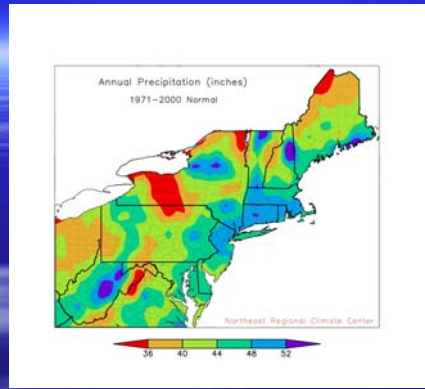 Annual Precipitation (inches)
1971-2000 Normal
Northeast Regional Climate Center
36 40 44 48 52